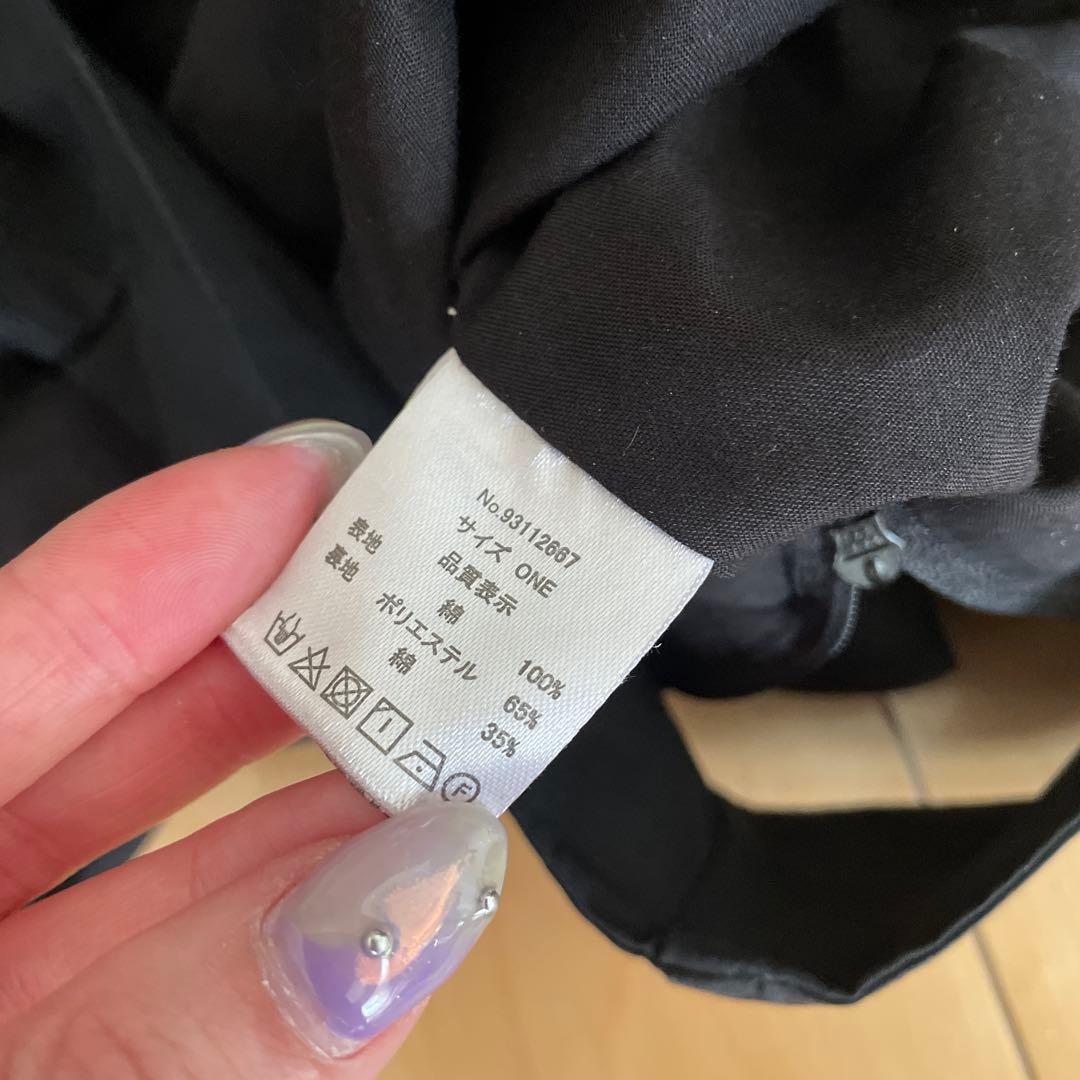 No.93112667
サイズ ONE
品質表示
表地 綿 100%
裏地 ポリエステル 65%
綿 35%
F